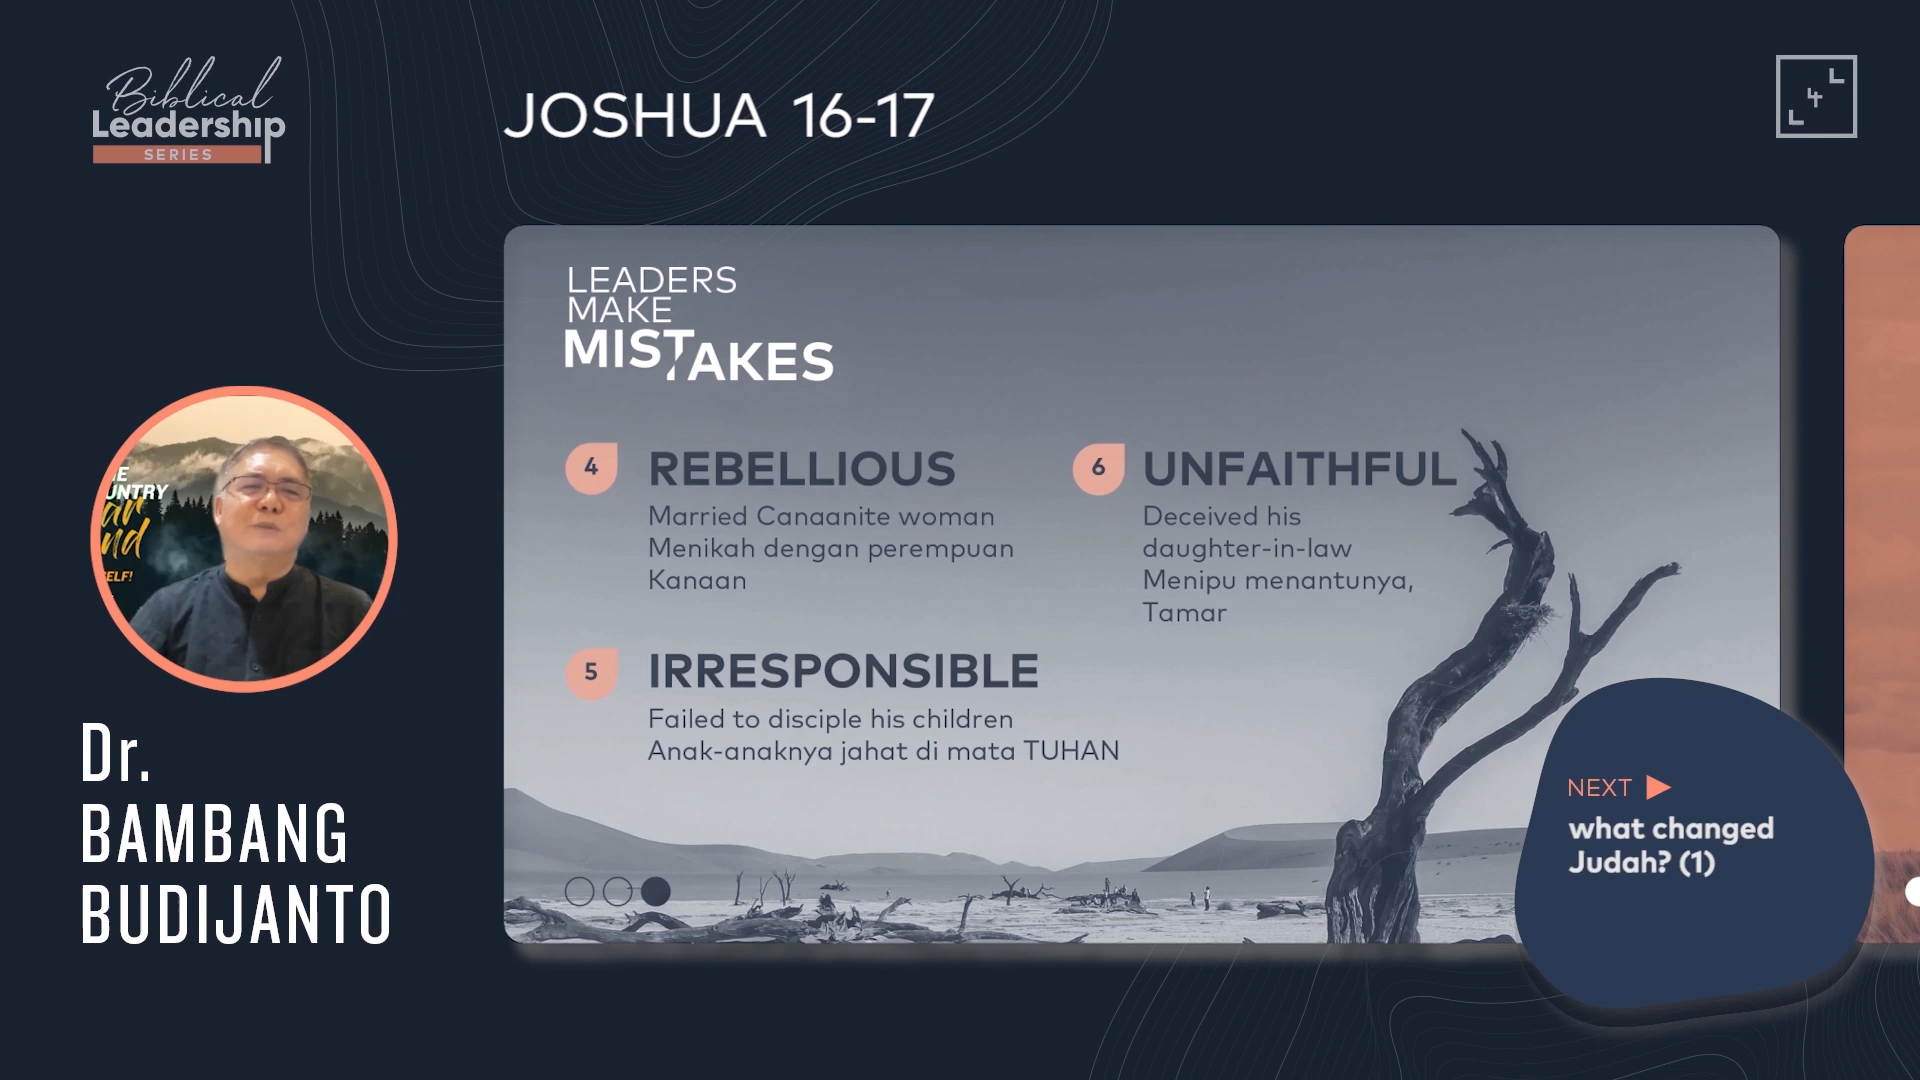 Biblical
Leadership
SERIES
JOSHUA 16-17
LEADERS
MAKE
MISTAKES
4
REBELLIOUS
Married Canaanite woman
Menikah dengan perempuan
Kanaan
5
IRRESPONSIBLE
Failed to disciple his children
Anak-anaknya jahat di mata TUHAN
6
UNFAITHFUL
Deceived his
daughter-in-law
Menipu menantunya,
Tamar
NEXT
what changed
Judah? (1)
UNTRY
ELF!
Dr.
BAMBANG
BUDIJANTO